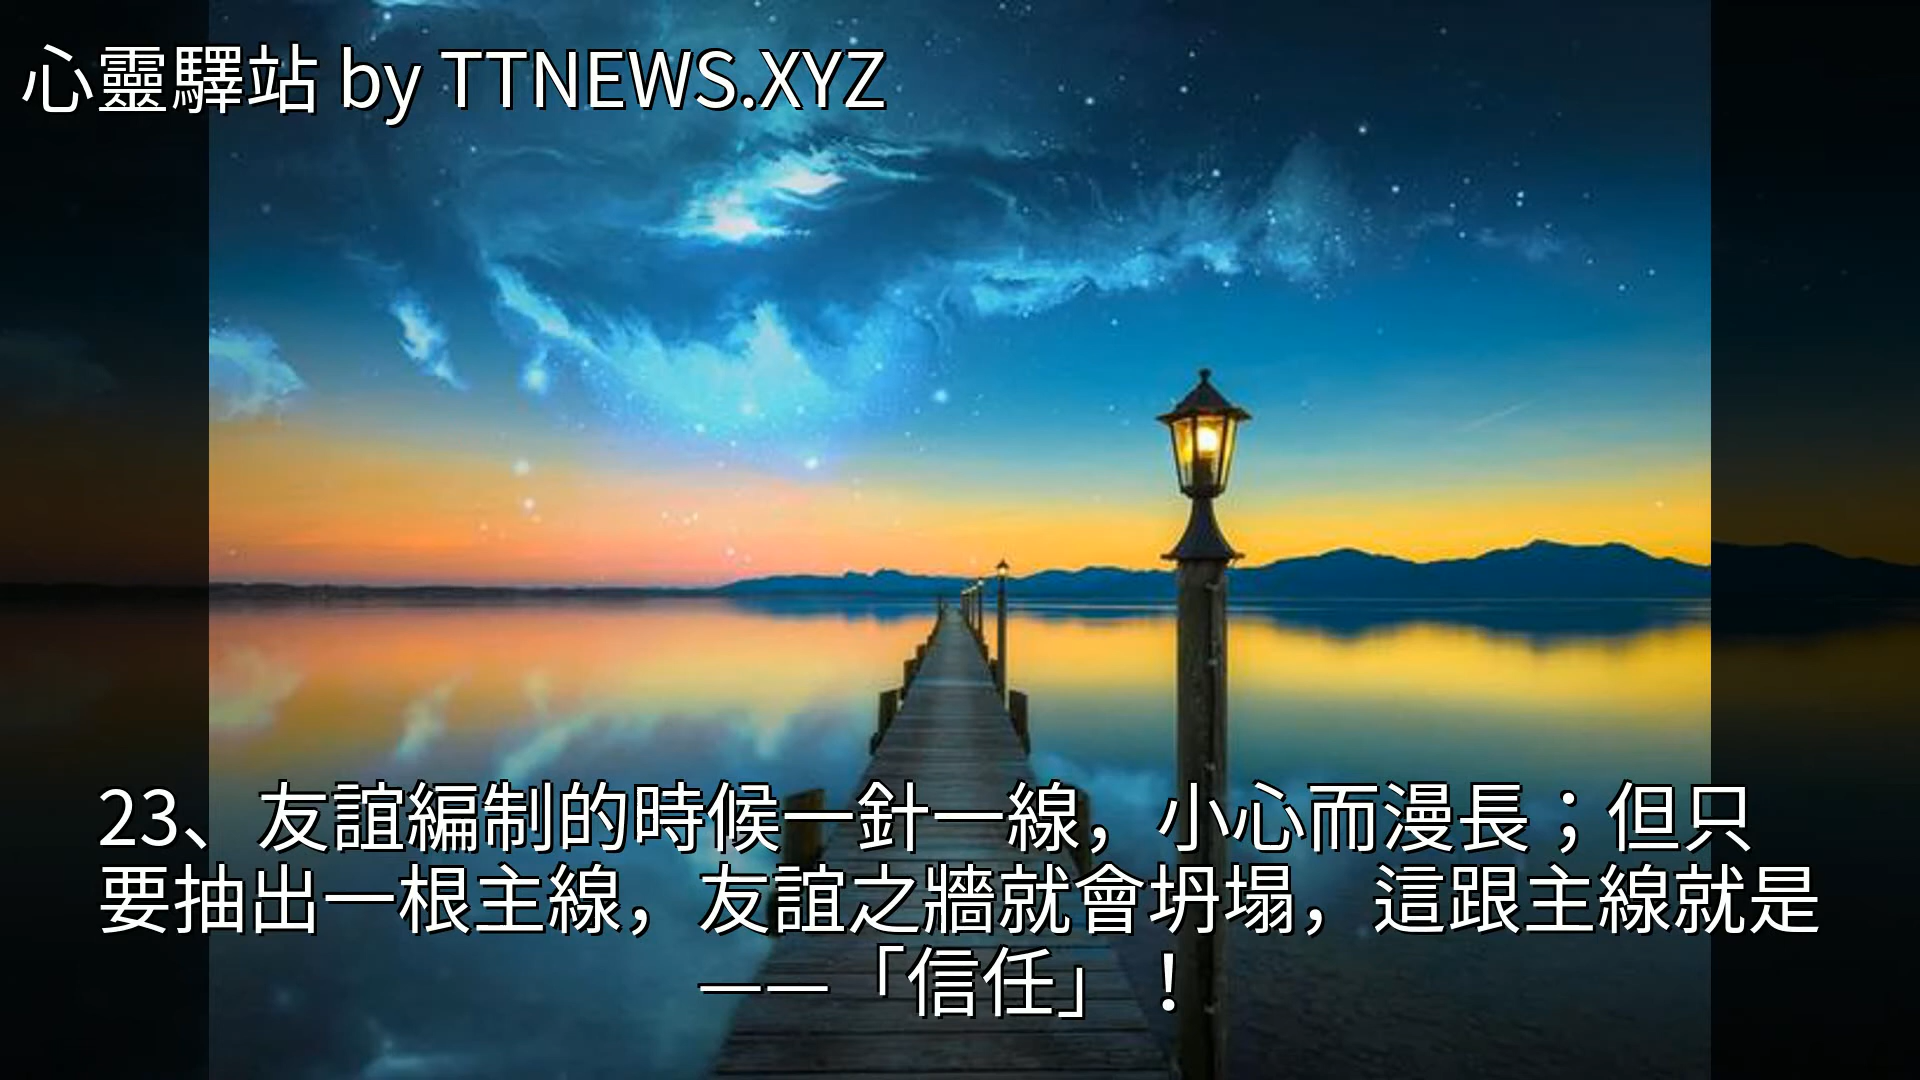 心靈驛站 by TTNEWS.XYZ
23、友誼編制的時候一針一線，小心而漫長；但只
要抽出一根主線，友誼之牆就會坍塌，這跟主線就是
——「信任」！